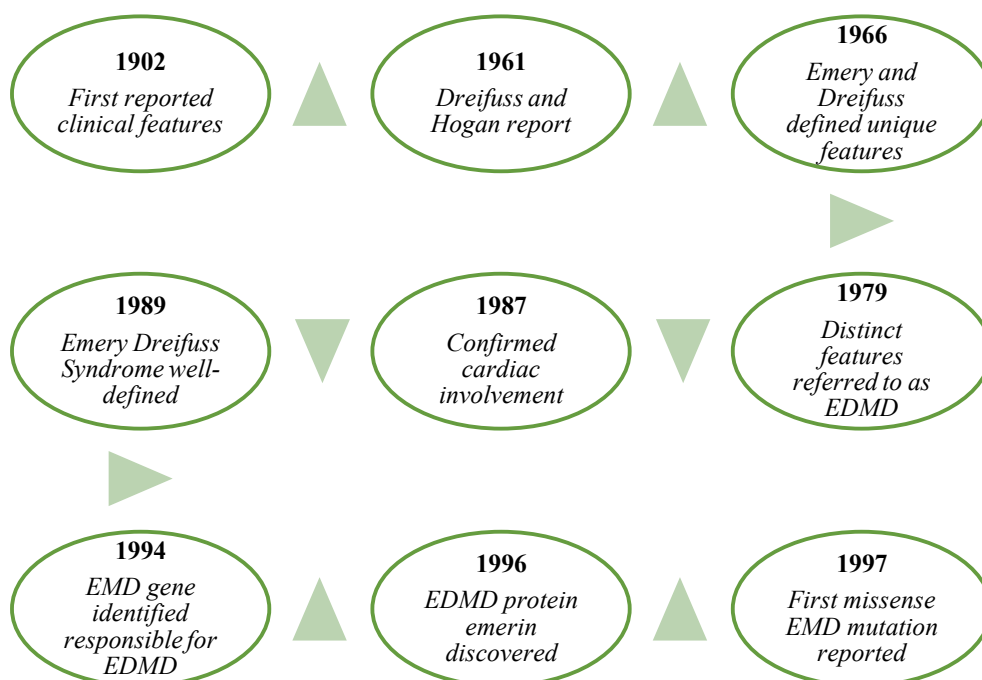 1902
First reported
clinical features
1961
Dreifuss and
Hogan report
1966
Emery and
Dreifuss
defined unique
features
1989
Emery Dreifuss
Syndrome well-
defined
1987
Confirmed
cardiac
involvement
1979
Distinct
features
referred to as
EDMD
1994
EMD gene
identified
responsible for
EDMD
1996
EDMD protein
emerin
discovered
1997
First missense
EMD mutation
reported